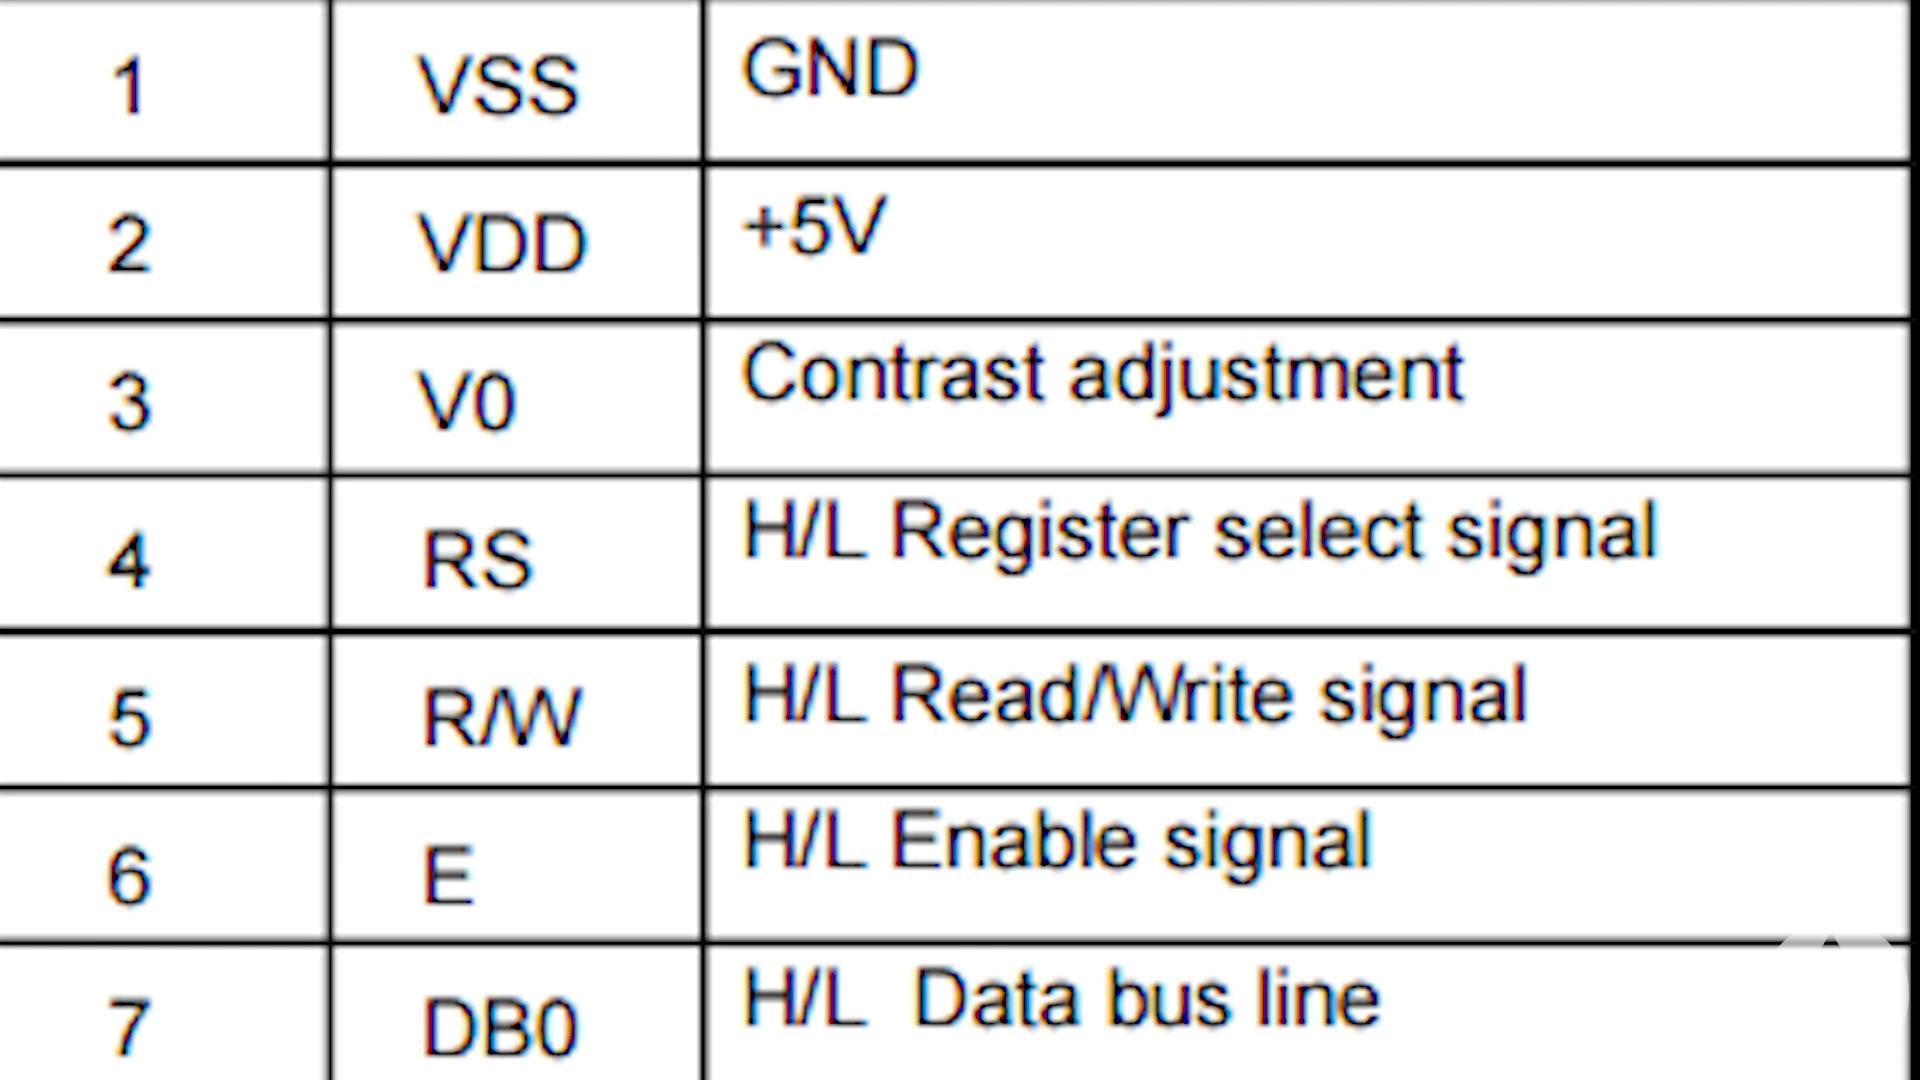 1 VSS GND
2 VDD +5V
3 V0 Contrast adjustment
4 RS H/L Register select signal
5 R/W H/L Read/Write signal
6 E H/L Enable signal
7 DB0 H/L Data bus line